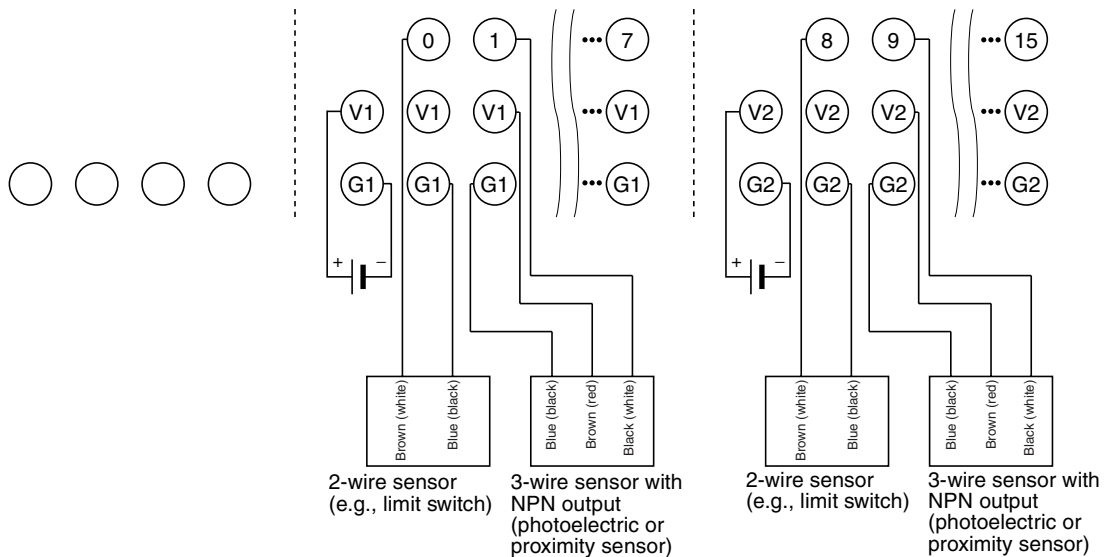 0 1 ••• 7 8 9 ••• 15
V1 V1 V1 ••• V1 V2 V2 V2 ••• V2
G1 G1 G1 ••• G1 G2 G2 G2 ••• G2
+ − + −
Brown (white)
Blue (black)
Blue (black)
Brown (red)
Black (white)
Brown (white)
Blue (black)
Blue (black)
Brown (red)
Black (white)
2-wire sensor
(e.g., limit switch)
3-wire sensor with
NPN output
(photoelectric or
proximity sensor)
2-wire sensor
(e.g., limit switch)
3-wire sensor with
NPN output
(photoelectric or
proximity sensor)